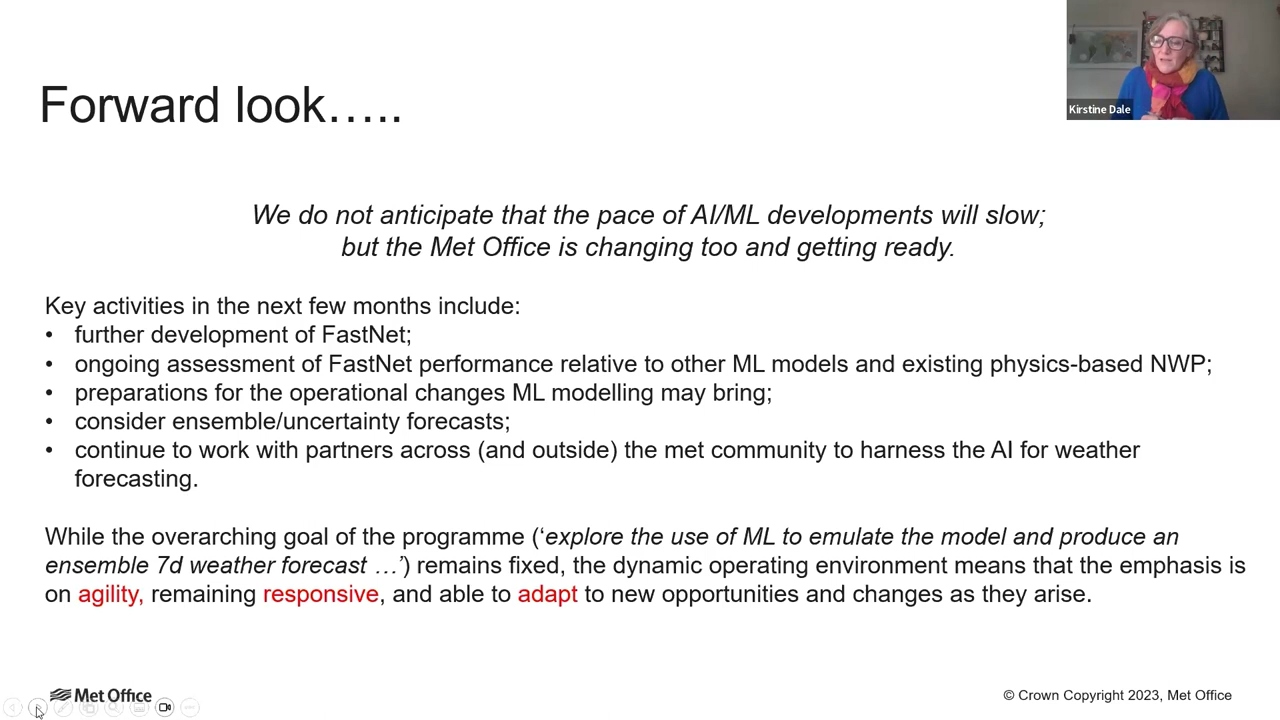 Kirstine Dale
Forward look…..
We do not anticipate that the pace of AI/ML developments will slow;
but the Met Office is changing too and getting ready.
Key activities in the next few months include:
• further development of FastNet;
• ongoing assessment of FastNet performance relative to other ML models and existing physics-based NWP;
• preparations for the operational changes ML modelling may bring;
• consider ensemble/uncertainty forecasts;
• continue to work with partners across (and outside) the met community to harness the AI for weather
forecasting.
While the overarching goal of the programme (‘explore the use of ML to emulate the model and produce an
ensemble 7d weather forecast …’) remains fixed, the dynamic operating environment means that the emphasis is
on agility, remaining responsive, and able to adapt to new opportunities and changes as they arise.
Met Office
© Crown Copyright 2023, Met Office